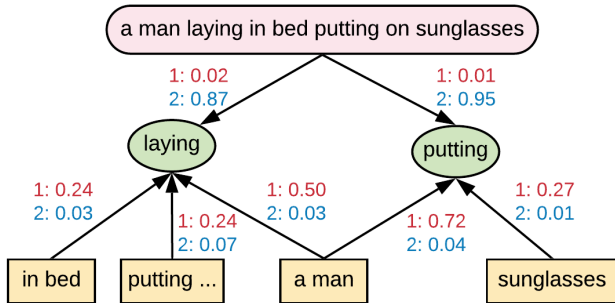 a man laying in bed putting on sunglasses
1: 0.02
2: 0.87
1: 0.01
2: 0.95
laying
putting
1: 0.24
2: 0.03
1: 0.24
2: 0.07
1: 0.50
2: 0.03
1: 0.72
2: 0.04
1: 0.27
2: 0.01
in bed
putting ...
a man
sunglasses